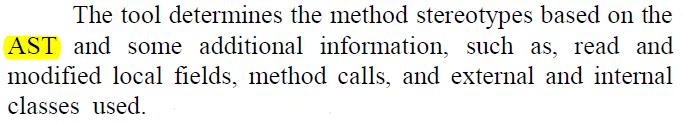 The tool determines the method stereotypes based on the
AST and some additional information, such as, read and
modified local fields, method calls, and external and internal
classes used.